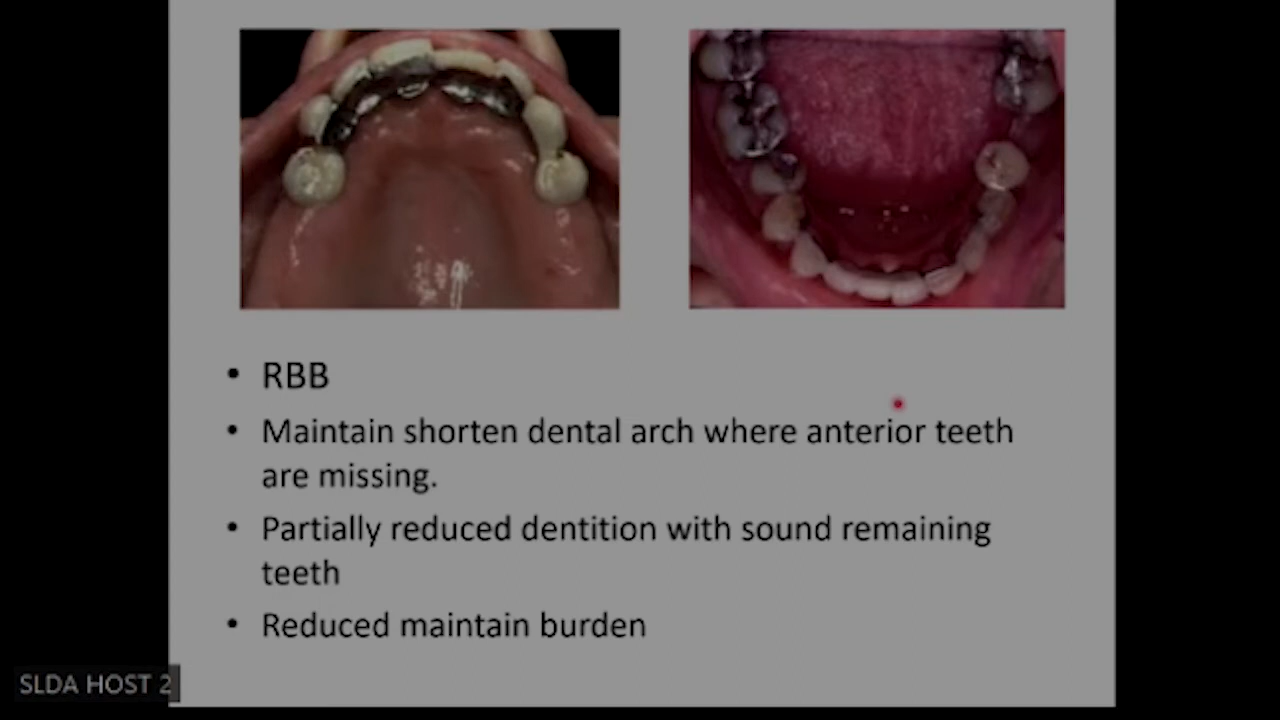 • RBB
• Maintain shorten dental arch where anterior teeth
are missing.
• Partially reduced dentition with sound remaining
teeth
• Reduced maintain burden
SLDA HOST 2